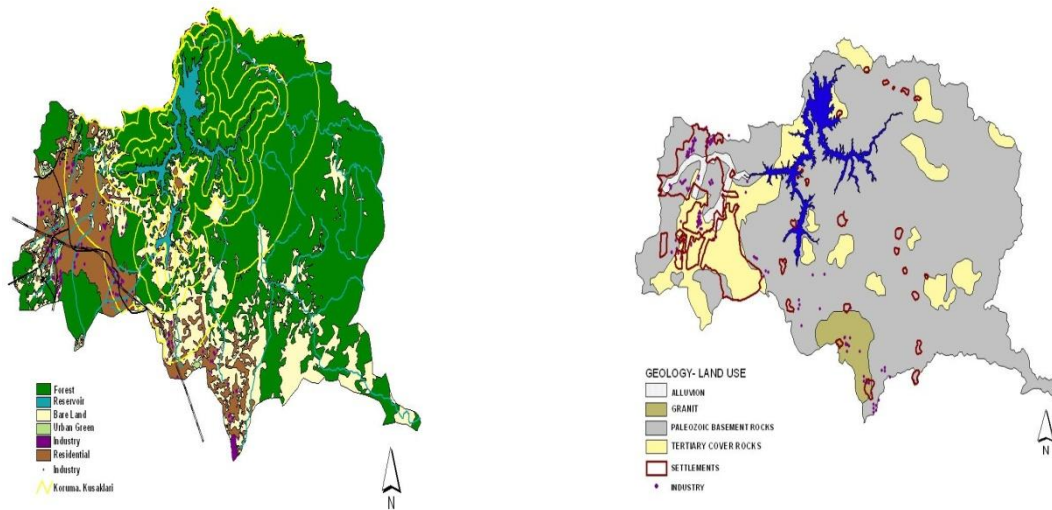 Forest
Reservoir
Bare Land
Urban Green
Industry
Residential
Industry
Koruma. Kusaklari
N
GEOLOGY- LAND USE
ALLUVION
GRANIT
PALEOZOIC BASEMENT ROCKS
TERTIARY COVER ROCKS
SETTLEMENTS
INDUSTRY
N